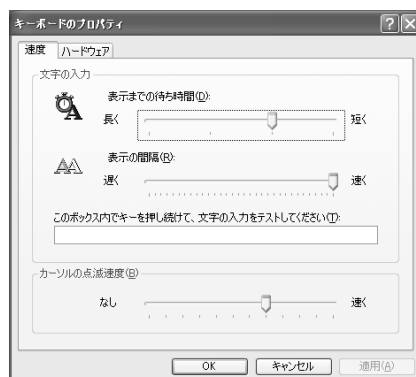 キーボードのプロパティ
速度 ハードウェア
文字の入力
表示までの待ち時間(D):
長く 短く
表示の間隔(R):
遅く 速く
このボックス内でキーを押し続けて、文字の入力をテストしてください(T):
カーソルの点滅速度(B)
なし 速く
OK キャンセル 適用(A)